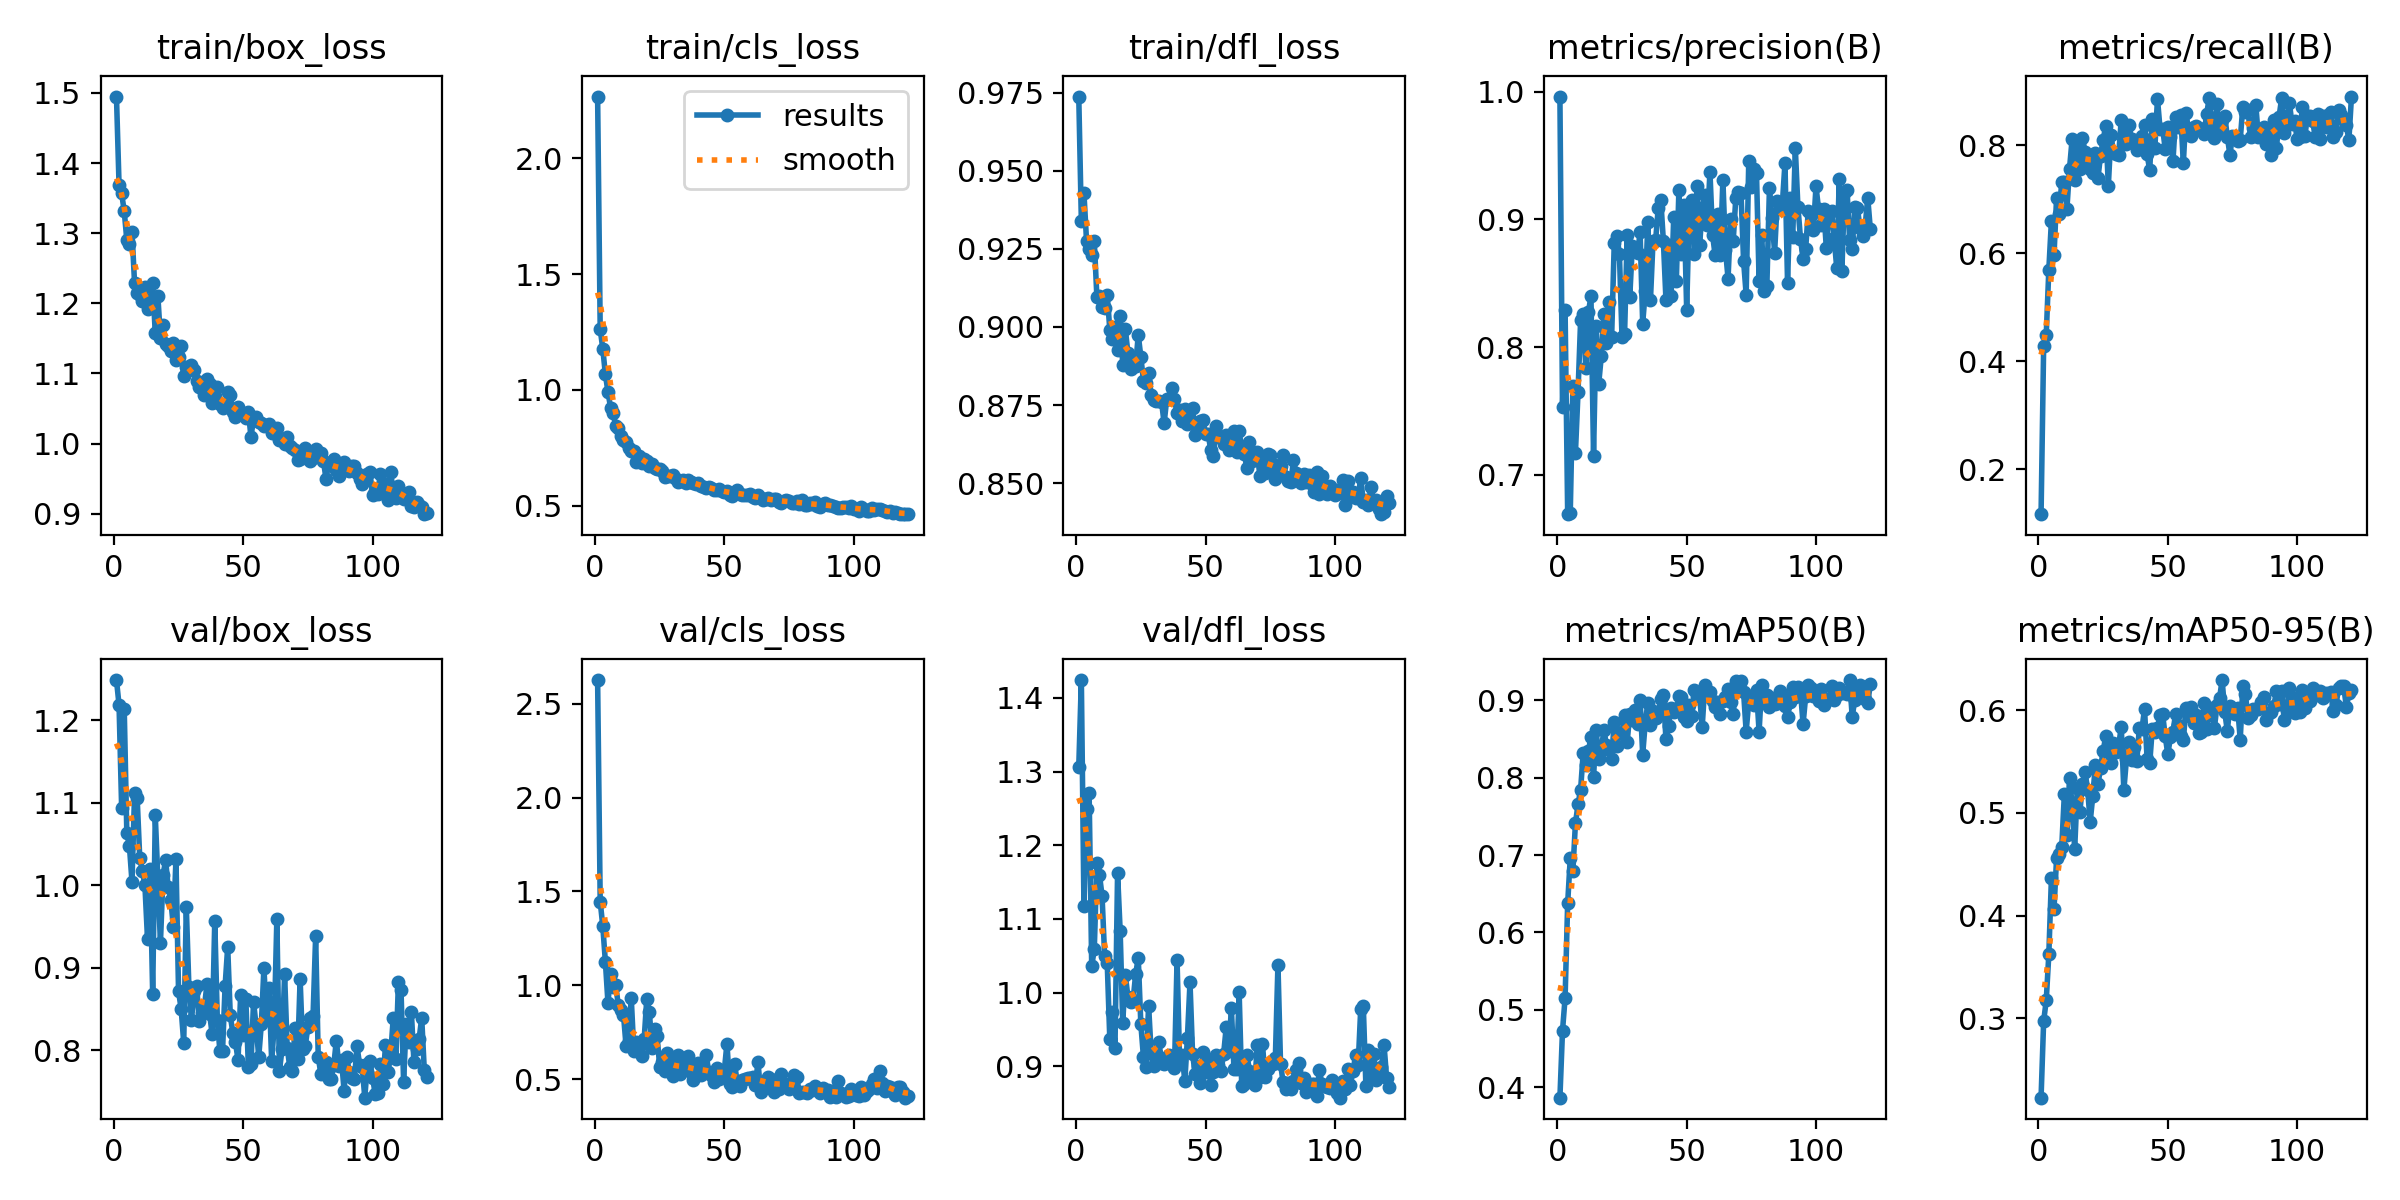 train/box_loss
train/cls_loss
train/dfl_loss
metrics/precision(B)
metrics/recall(B)
1.5
1.4
1.3
1.2
1.1
1.0
0.9
0 50 100
results
smooth
2.0
1.5
1.0
0.5
0 50 100
0.975
0.950
0.925
0.900
0.875
0.850
0 50 100
1.0
0.9
0.8
0.7
0 50 100
0.8
0.6
0.4
0.2
0 50 100
val/box_loss
val/cls_loss
val/dfl_loss
metrics/mAP50(B)
metrics/mAP50-95(B)
1.2
1.1
1.0
0.9
0.8
0 50 100
2.5
2.0
1.5
1.0
0.5
0 50 100
1.4
1.3
1.2
1.1
1.0
0.9
0 50 100
0.9
0.8
0.7
0.6
0.5
0.4
0 50 100
0.6
0.5
0.4
0.3
0 50 100